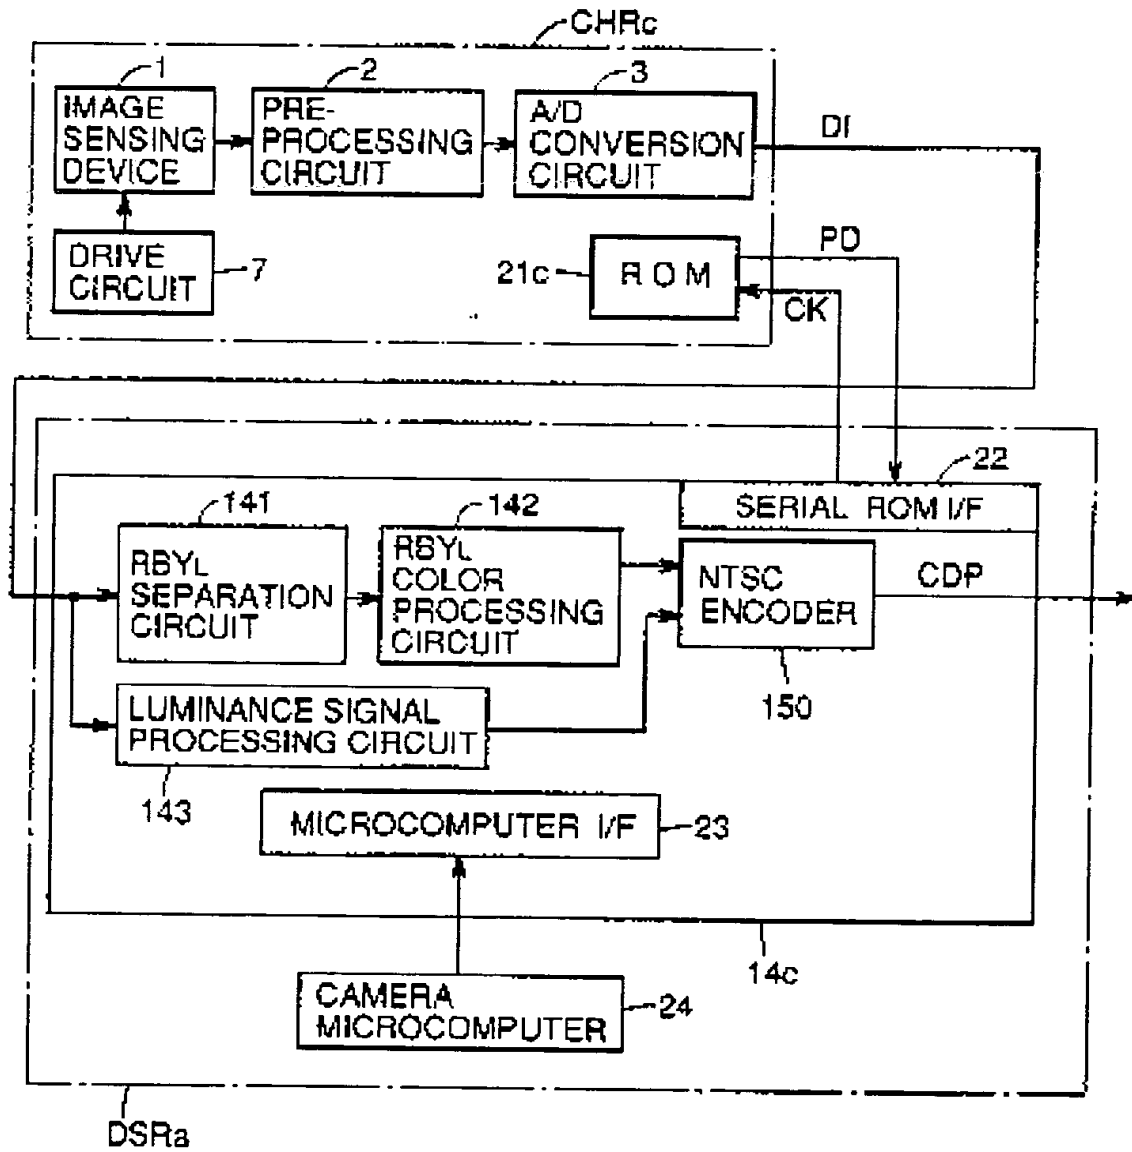 CHRc
1
2
3
IMAGE
SENSING
DEVICE
PRE-
PROCESSING
CIRCUIT
A/D
CONVERSION
CIRCUIT
DI
DRIVE
CIRCUIT
7
21c
ROM
PD
CK
22
SERIAL ROM I/F
141
142
RBYL
SEPARATION
CIRCUIT
RBYL
COLOR
PROCESSING
CIRCUIT
NTSC
ENCODER
CDP
150
LUMINANCE SIGNAL
PROCESSING CIRCUIT
143
MICROCOMPUTER I/F
23
14c
CAMERA
MICROCOMPUTER
24
DSRa